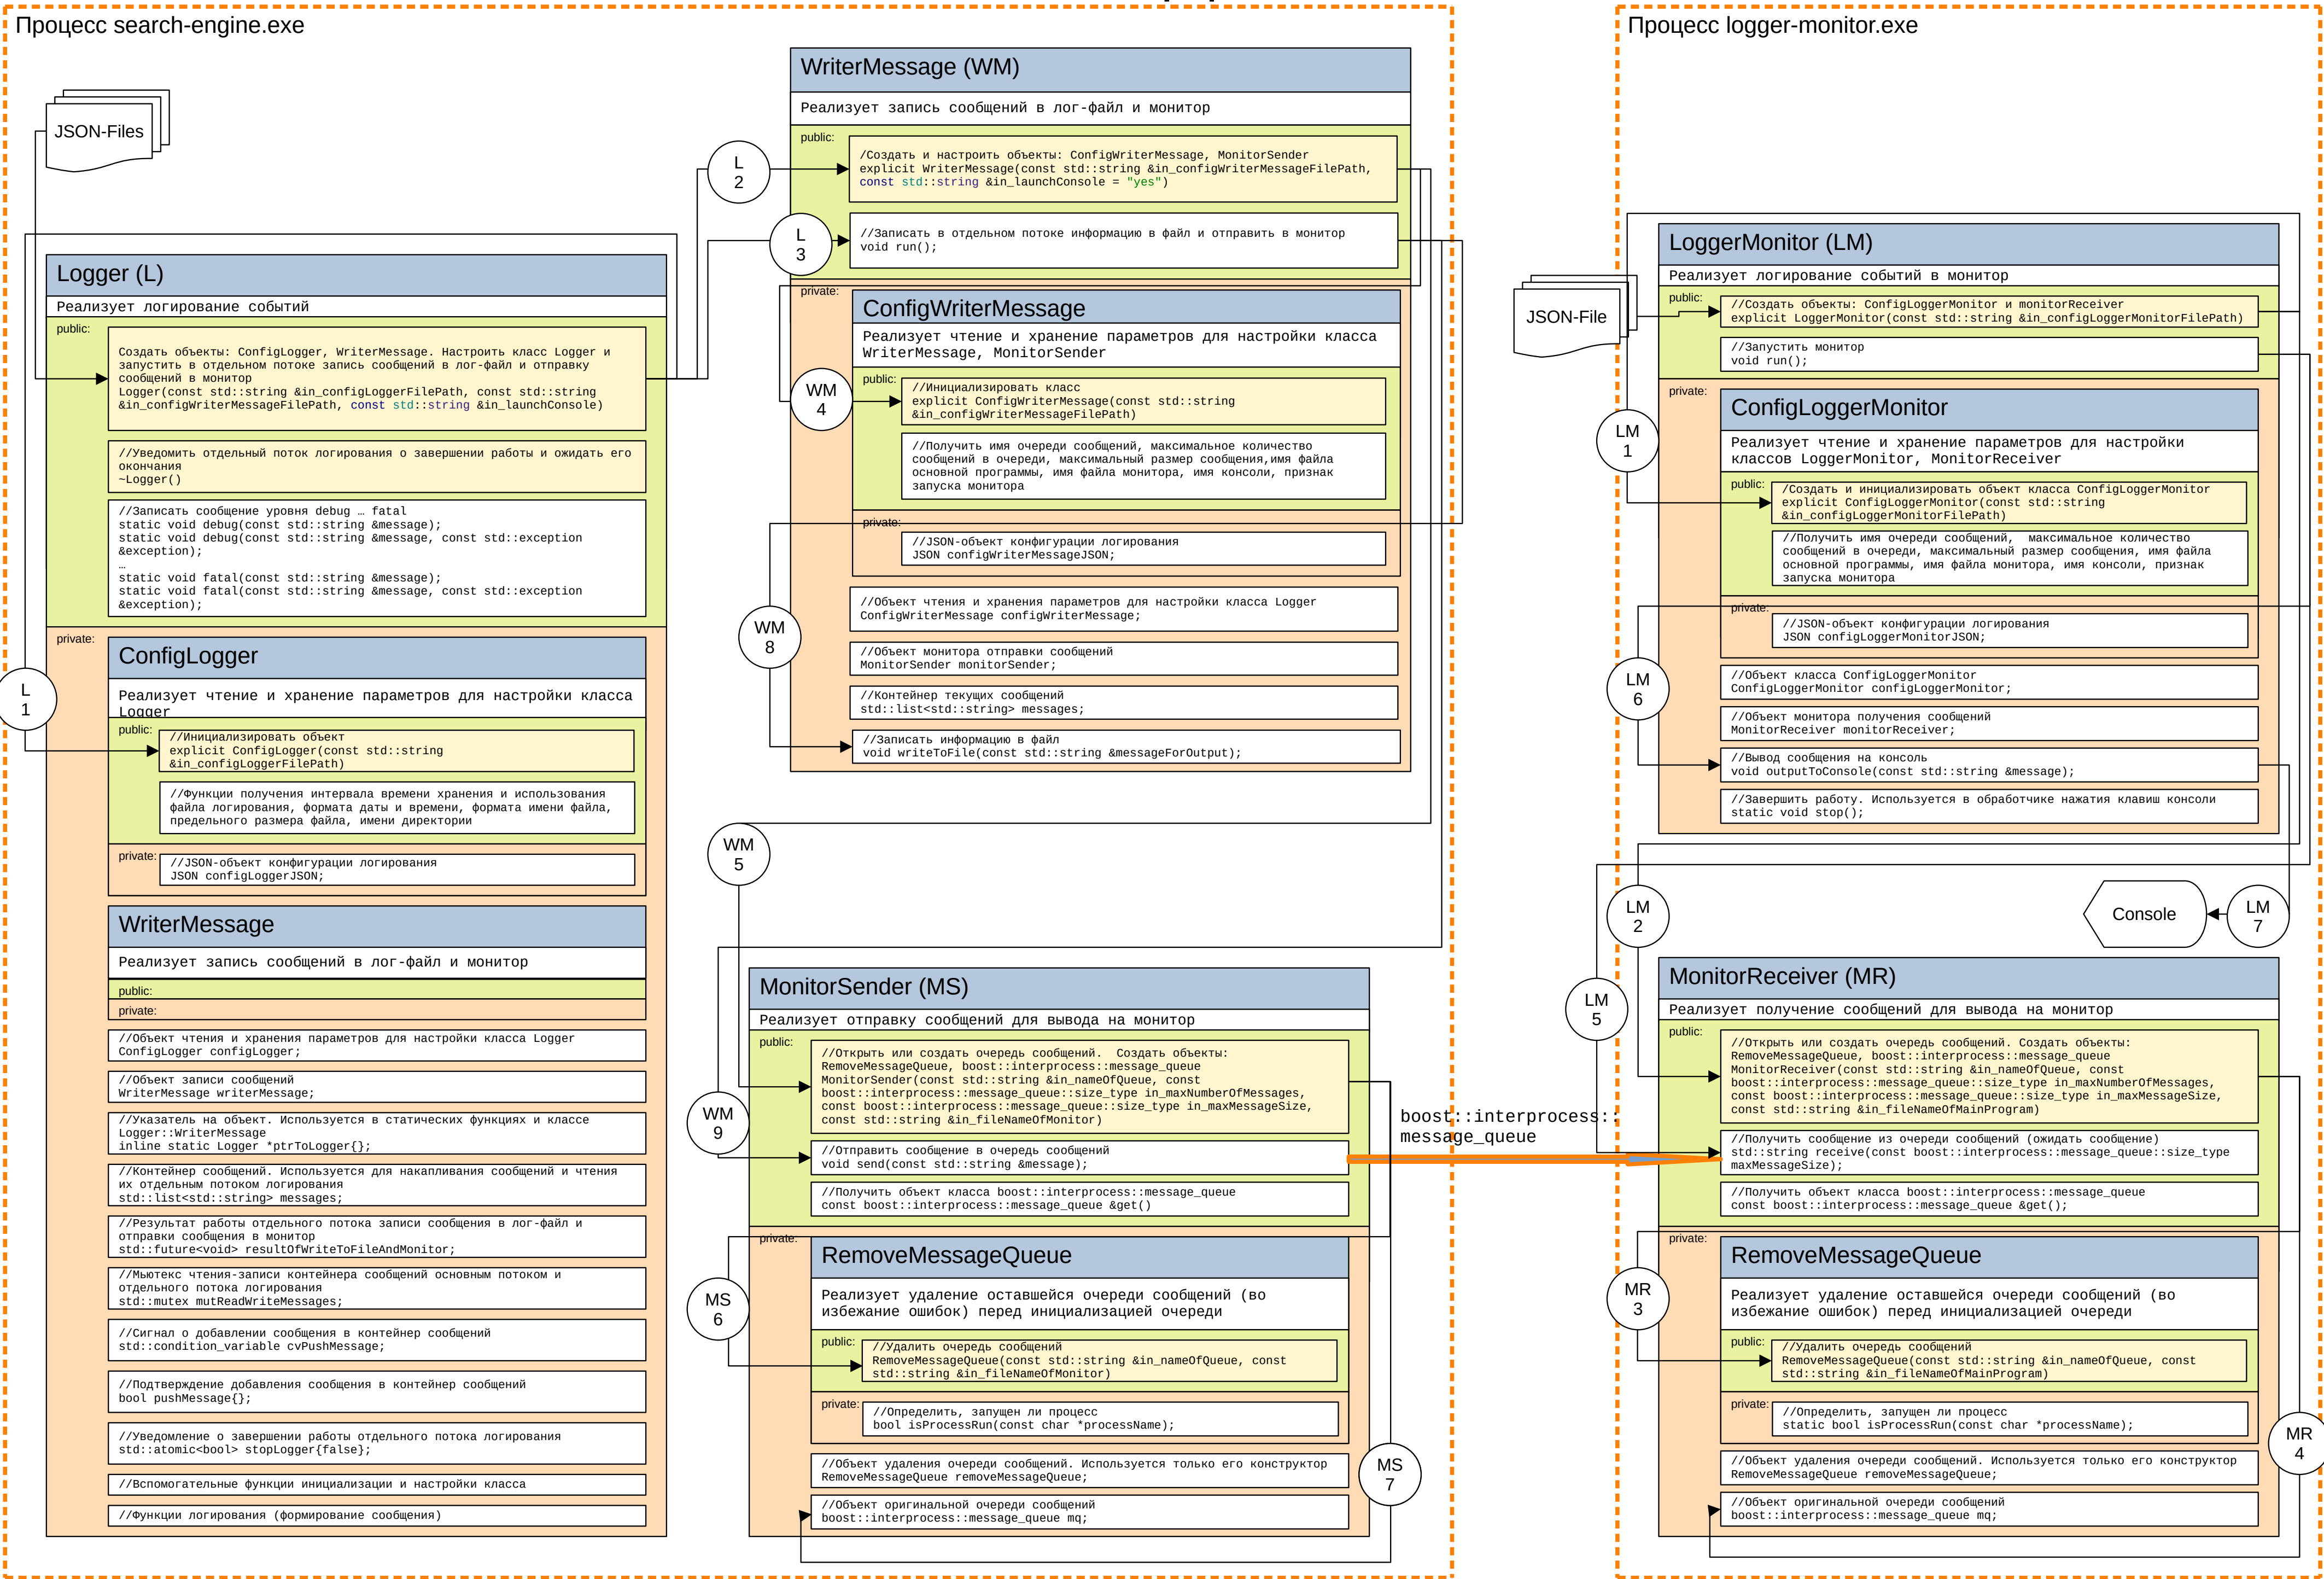 Процесс search-engine.exe
JSON-Files
L
1
Logger (L)
Реализует логирование событий
public:
Создать объекты: ConfigLogger, WriterMessage. Настроить класс Logger и
запустить в отдельном потоке запись сообщений в лог-файл и отправку
сообщений в монитор
Logger(const std::string &in_configLoggerFilePath, const std::string
&in_configWriterMessageFilePath, const std::string &in_launchConsole)
//Уведомить отдельный поток логирования о завершении работы и ожидать его
окончания
~Logger()
//Записать сообщение уровня debug … fatal
static void debug(const std::string &message);
static void debug(const std::string &message, const std::exception
&exception);
…
static void fatal(const std::string &message);
static void fatal(const std::string &message, const std::exception
&exception);
private:
ConfigLogger
Реализует чтение и хранение параметров для настройки класса
Logger
public:
//Инициализировать объект
explicit ConfigLogger(const std::string
&in_configLoggerFilePath)
//Функции получения интервала времени хранения и использования
файла логирования, формата даты и времени, формата имени файла,
предельного размера файла, имени директории
private:
//JSON-объект конфигурации логирования
JSON configLoggerJSON;
WriterMessage
Реализует запись сообщений в лог-файл и монитор
public:
private:
//Объект чтения и хранения параметров для настройки класса Logger
ConfigLogger configLogger;
//Объект записи сообщений
WriterMessage writerMessage;
//Указатель на объект. Используется в статических функциях и классе
Logger::WriterMessage
inline static Logger *ptrToLogger{};
//Контейнер сообщений. Используется для накапливания сообщений и чтения
их отдельным потоком логирования
std::list<std::string> messages;
//Результат работы отдельного потока записи сообщения в лог-файл и
отправки сообщения в монитор
std::future<void> resultOfWriteToFileAndMonitor;
//Мьютекс чтения-записи контейнера сообщений основным потоком и
отдельного потока логирования
std::mutex mutReadWriteMessages;
//Сигнал о добавлении сообщения в контейнер сообщений
std::condition_variable cvPushMessage;
//Подтверждение добавления сообщения в контейнер сообщений
bool pushMessage{};
//Уведомление о завершении работы отдельного потока логирования
std::atomic<bool> stopLogger{false};
//Вспомогательные функции инициализации и настройки класса
//Функции логирования (формирование сообщения)
L
2
L
3
WM
4
WM
8
WriterMessage (WM)
Реализует запись сообщений в лог-файл и монитор
public:
/Создать и настроить объекты: ConfigWriterMessage, MonitorSender
explicit WriterMessage(const std::string &in_configWriterMessageFilePath,
const std::string &in_launchConsole = "yes")
//Записать в отдельном потоке информацию в файл и отправить в монитор
void run();
private:
ConfigWriterMessage
Реализует чтение и хранение параметров для настройки класса
WriterMessage, MonitorSender
public:
//Инициализировать класс
explicit ConfigWriterMessage(const std::string
&in_configWriterMessageFilePath)
//Получить имя очереди сообщений, максимальное количество
сообщений в очереди, максимальный размер сообщения,имя файла
основной программы, имя файла монитора, имя консоли, признак
запуска монитора
private:
//JSON-объект конфигурации логирования
JSON configWriterMessageJSON;
//Объект чтения и хранения параметров для настройки класса Logger
ConfigWriterMessage configWriterMessage;
//Объект монитора отправки сообщений
MonitorSender monitorSender;
//Контейнер текущих сообщений
std::list<std::string> messages;
//Записать информацию в файл
void writeToFile(const std::string &messageForOutput);
WM
5
WM
9
MS
6
MS
7
MonitorSender (MS)
Реализует отправку сообщений для вывода на монитор
public:
//Открыть или создать очередь сообщений.  Создать объекты:
RemoveMessageQueue, boost::interprocess::message_queue
MonitorSender(const std::string &in_nameOfQueue, const
boost::interprocess::message_queue::size_type in_maxNumberOfMessages,
const boost::interprocess::message_queue::size_type in_maxMessageSize,
const std::string &in_fileNameOfMonitor)
//Отправить сообщение в очередь сообщений
void send(const std::string &message);
//Получить объект класса boost::interprocess::message_queue
const boost::interprocess::message_queue &get()
private:
RemoveMessageQueue
Реализует удаление оставшейся очереди сообщений (во
избежание ошибок) перед инициализацией очереди
public:
//Удалить очередь сообщений
RemoveMessageQueue(const std::string &in_nameOfQueue, const
std::string &in_fileNameOfMonitor)
private:
//Определить, запущен ли процесс
bool isProcessRun(const char *processName);
//Объект удаления очереди сообщений. Используется только его конструктор
RemoveMessageQueue removeMessageQueue;
//Объект оригинальной очереди сообщений
boost::interprocess::message_queue mq;
boost::interprocess::
message_queue
Процесс logger-monitor.exe
JSON-File
LM
1
LM
6
LoggerMonitor (LM)
Реализует логирование событий в монитор
public:
//Создать объекты: ConfigLoggerMonitor и monitorReceiver
explicit LoggerMonitor(const std::string &in_configLoggerMonitorFilePath)
//Запустить монитор
void run();
private:
ConfigLoggerMonitor
Реализует чтение и хранение параметров для настройки
классов LoggerMonitor, MonitorReceiver
public:
/Создать и инициализировать объект класса ConfigLoggerMonitor
explicit ConfigLoggerMonitor(const std::string
&in_configLoggerMonitorFilePath)
//Получить имя очереди сообщений,  максимальное количество
сообщений в очереди, максимальный размер сообщения, имя файла
основной программы, имя файла монитора, имя консоли, признак
запуска монитора
private:
//JSON-объект конфигурации логирования
JSON configLoggerMonitorJSON;
//Объект класса ConfigLoggerMonitor
ConfigLoggerMonitor configLoggerMonitor;
//Объект монитора получения сообщений
MonitorReceiver monitorReceiver;
//Вывод сообщения на консоль
void outputToConsole(const std::string &message);
//Завершить работу. Используется в обработчике нажатия клавиш консоли
static void stop();
LM
2
Console
LM
7
LM
5
MR
3
MR
4
MonitorReceiver (MR)
Реализует получение сообщений для вывода на монитор
public:
//Открыть или создать очередь сообщений. Создать объекты:
RemoveMessageQueue, boost::interprocess::message_queue
MonitorReceiver(const std::string &in_nameOfQueue, const
boost::interprocess::message_queue::size_type in_maxNumberOfMessages,
const boost::interprocess::message_queue::size_type in_maxMessageSize,
const std::string &in_fileNameOfMainProgram)
//Получить сообщение из очереди сообщений (ожидать сообщение)
std::string receive(const boost::interprocess::message_queue::size_type
maxMessageSize);
//Получить объект класса boost::interprocess::message_queue
const boost::interprocess::message_queue &get();
private:
RemoveMessageQueue
Реализует удаление оставшейся очереди сообщений (во
избежание ошибок) перед инициализацией очереди
public:
//Удалить очередь сообщений
RemoveMessageQueue(const std::string &in_nameOfQueue, const
std::string &in_fileNameOfMainProgram)
private:
//Определить, запущен ли процесс
static bool isProcessRun(const char *processName);
//Объект удаления очереди сообщений. Используется только его конструктор
RemoveMessageQueue removeMessageQueue;
//Объект оригинальной очереди сообщений
boost::interprocess::message_queue mq;